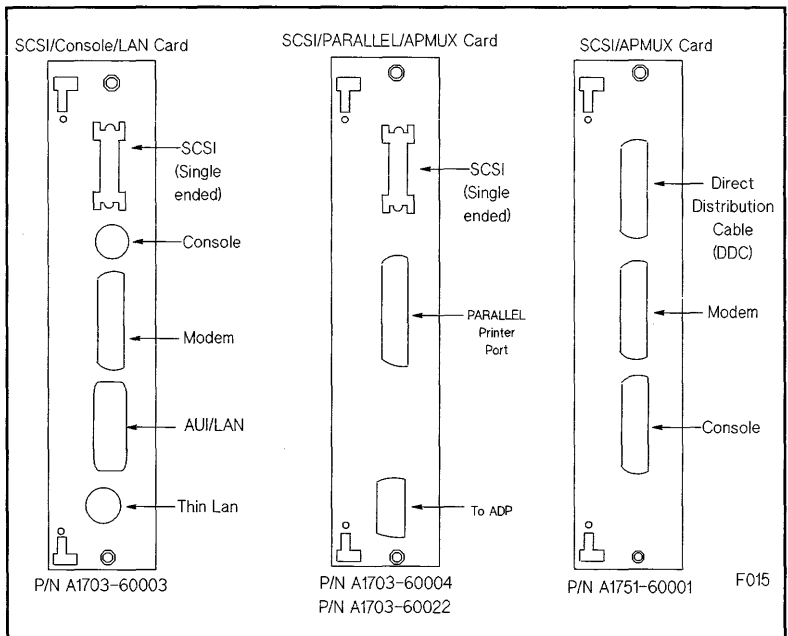 SCSI/Console/LAN Card
SCSI
(Single
ended)
Console
Modem
AUI/LAN
Thin Lan
P/N A1703-60003
SCSI/PARALLEL/APMUX Card
SCSI
(Single
ended)
PARALLEL
Printer
Port
To ADP
P/N A1703-60004
P/N A1703-60022
SCSI/APMUX Card
Direct
Distribution
Cable
(DDC)
Modem
Console
P/N A1751-60001
F015